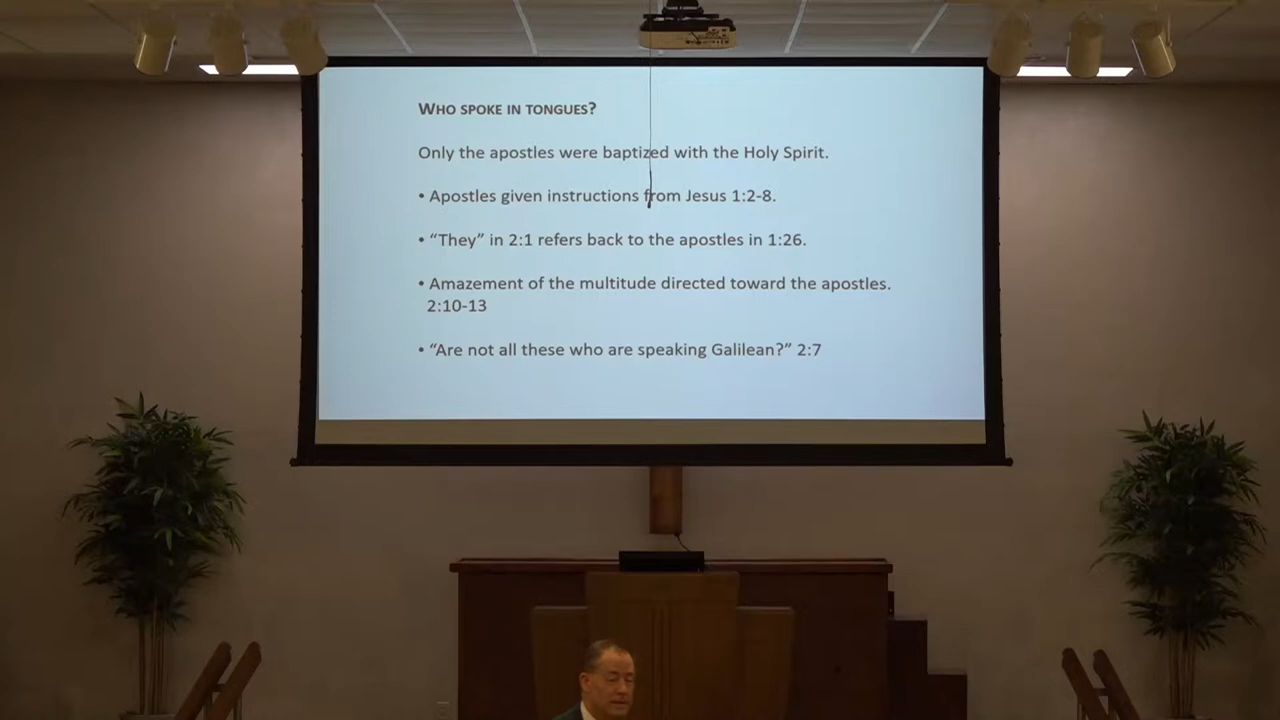 WHO SPOKE IN TONGUES?
Only the apostles were baptized with the Holy Spirit.
• Apostles given instructions from Jesus 1:2-8.
• “They” in 2:1 refers back to the apostles in 1:26.
• Amazement of the multitude directed toward the apostles.
2:10-13
• “Are not all these who are speaking Galilean?” 2:7